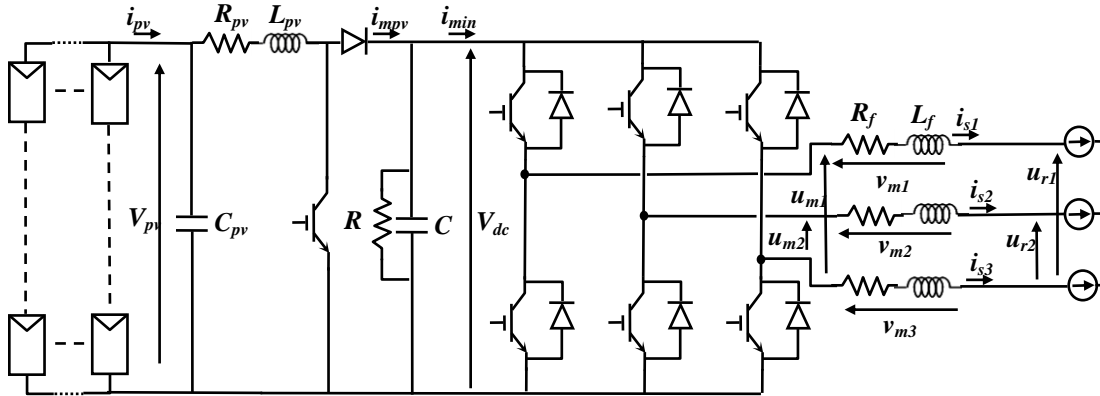 i_pv
R_pv
L_pv
i_mpv
i_min
V_pv
C_pv
R
C
V_dc
R_f
L_f
i_s1
v_m1
u_m1
u_r1
i_s2
v_m2
u_m2
u_r2
i_s3
v_m3